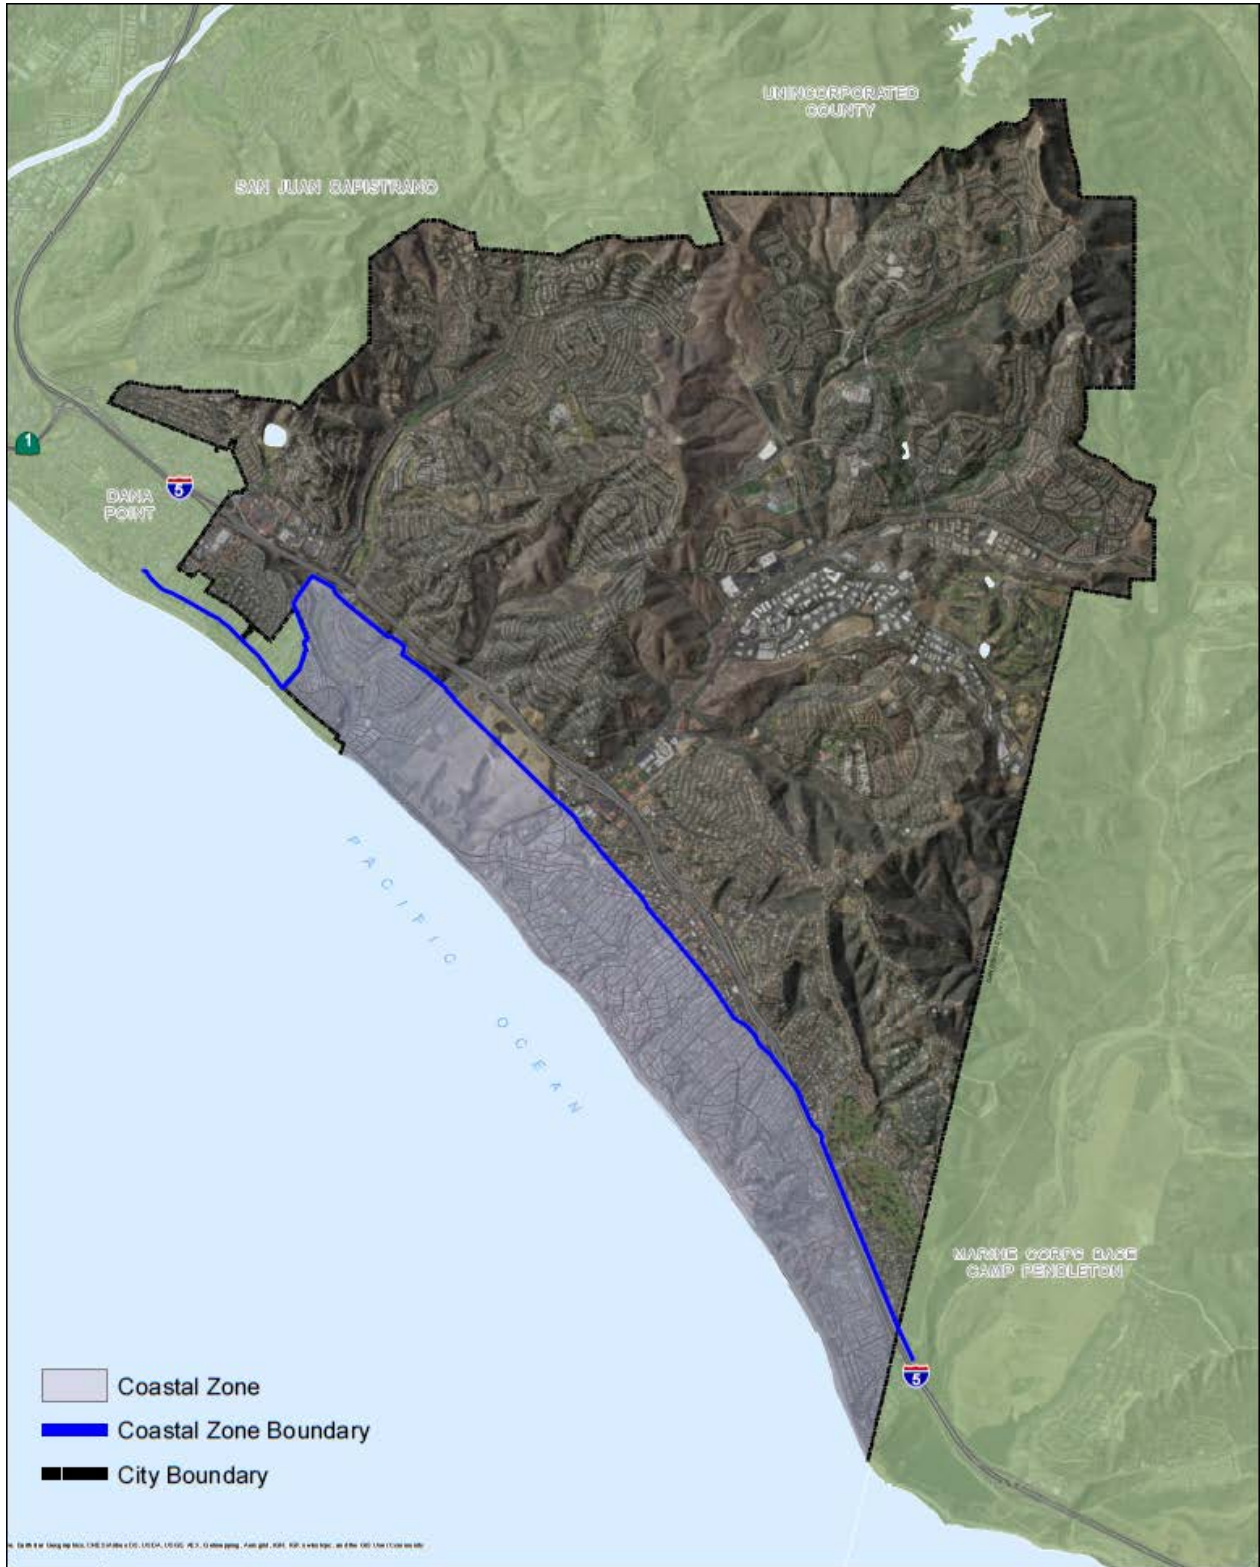 UNINCORPORATED
COUNTY
SAN JUAN CAPISTRANO
1
5
DANA
POINT
PACIFIC OCEAN
MARINE CORPS BASE
CAMP PENDLETON
5
Coastal Zone
Coastal Zone Boundary
City Boundary